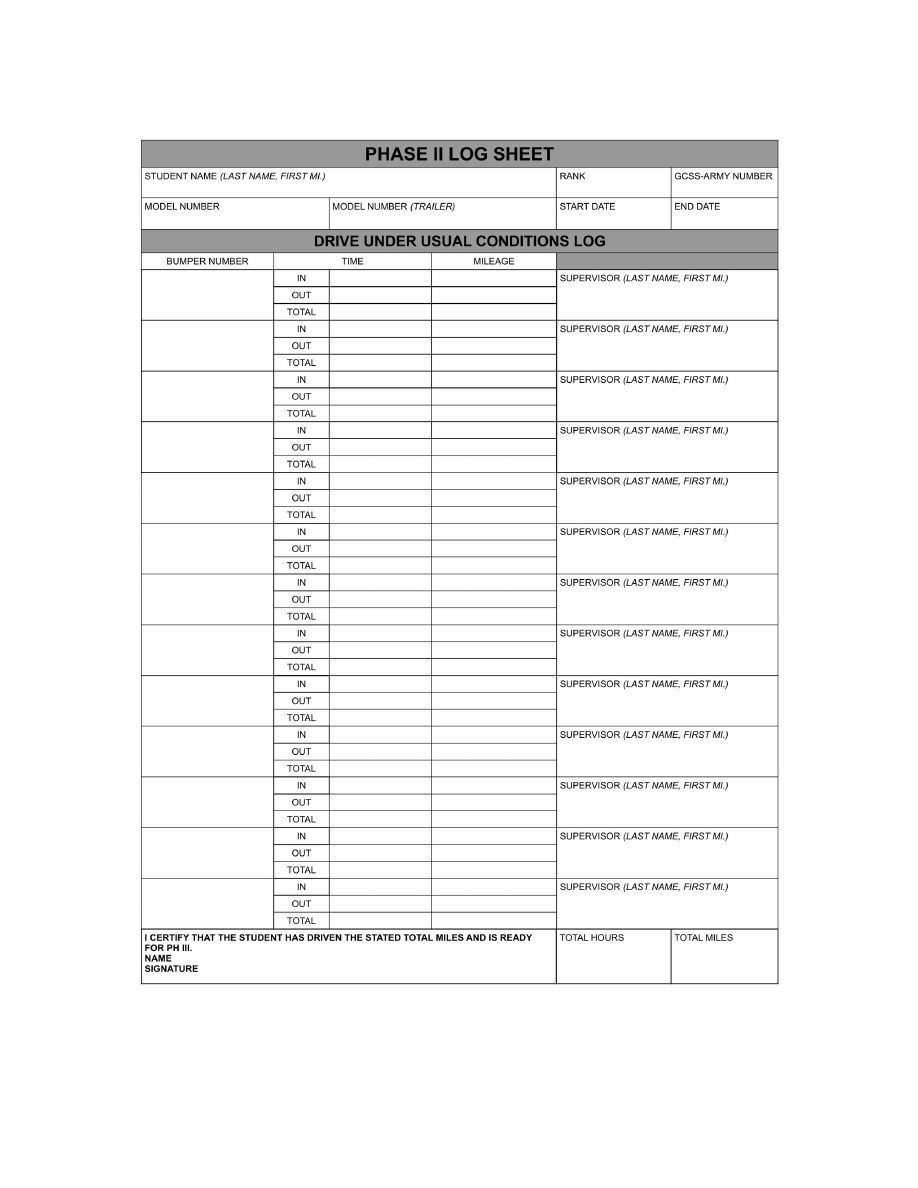 PHASE II LOG SHEET
STUDENT NAME (LAST NAME, FIRST MI.) RANK GCSS-ARMY NUMBER
MODEL NUMBER MODEL NUMBER (TRAILER) START DATE END DATE
DRIVE UNDER USUAL CONDITIONS LOG
BUMPER NUMBER TIME MILEAGE
IN SUPERVISOR (LAST NAME, FIRST MI.)
OUT
TOTAL
IN SUPERVISOR (LAST NAME, FIRST MI.)
OUT
TOTAL
IN SUPERVISOR (LAST NAME, FIRST MI.)
OUT
TOTAL
IN SUPERVISOR (LAST NAME, FIRST MI.)
OUT
TOTAL
IN SUPERVISOR (LAST NAME, FIRST MI.)
OUT
TOTAL
IN SUPERVISOR (LAST NAME, FIRST MI.)
OUT
TOTAL
IN SUPERVISOR (LAST NAME, FIRST MI.)
OUT
TOTAL
IN SUPERVISOR (LAST NAME, FIRST MI.)
OUT
TOTAL
IN SUPERVISOR (LAST NAME, FIRST MI.)
OUT
TOTAL
IN SUPERVISOR (LAST NAME, FIRST MI.)
OUT
TOTAL
IN SUPERVISOR (LAST NAME, FIRST MI.)
OUT
TOTAL
IN SUPERVISOR (LAST NAME, FIRST MI.)
OUT
TOTAL
IN SUPERVISOR (LAST NAME, FIRST MI.)
OUT
TOTAL
I CERTIFY THAT THE STUDENT HAS DRIVEN THE STATED TOTAL MILES AND IS READY TOTAL HOURS TOTAL MILES
FOR PH III.
NAME
SIGNATURE